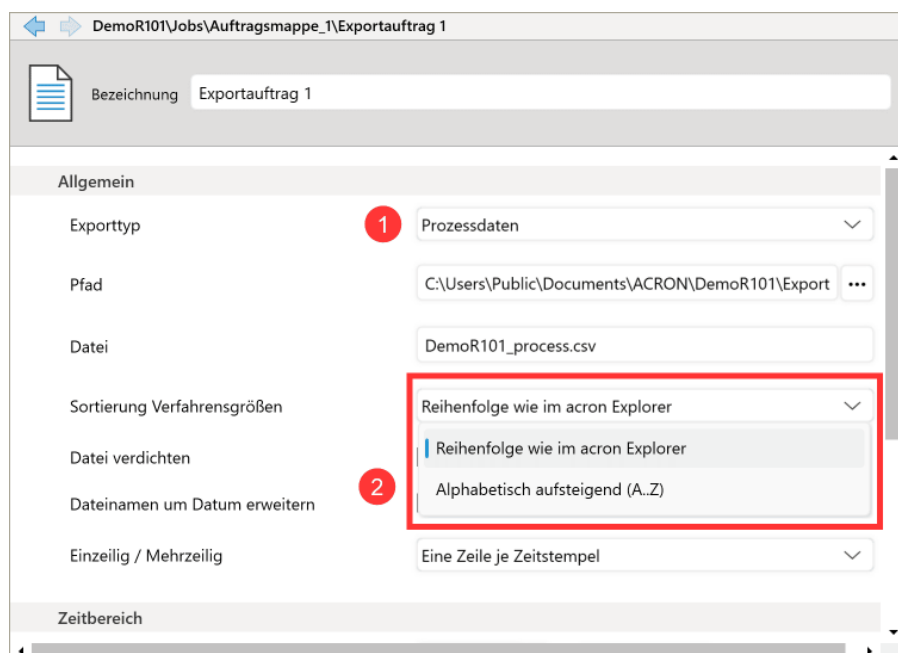 DemoR101\Jobs\Auftragsmappe_1\Exportauftrag 1
Bezeichnung Exportauftrag 1
Allgemein
Exporttyp 1 Prozessdaten
Pfad C:\Users\Public\Documents\ACRON\DemoR101\Export ...
Datei DemoR101_process.csv
Sortierung Verfahrensgrößen Reihenfolge wie im acron Explorer
Reihenfolge wie im acron Explorer
Datei verdichten
2 Alphabetisch aufsteigend (A..Z)
Dateinamen um Datum erweitern
Einzeilig / Mehrzeilig Eine Zeile je Zeitstempel
Zeitbereich